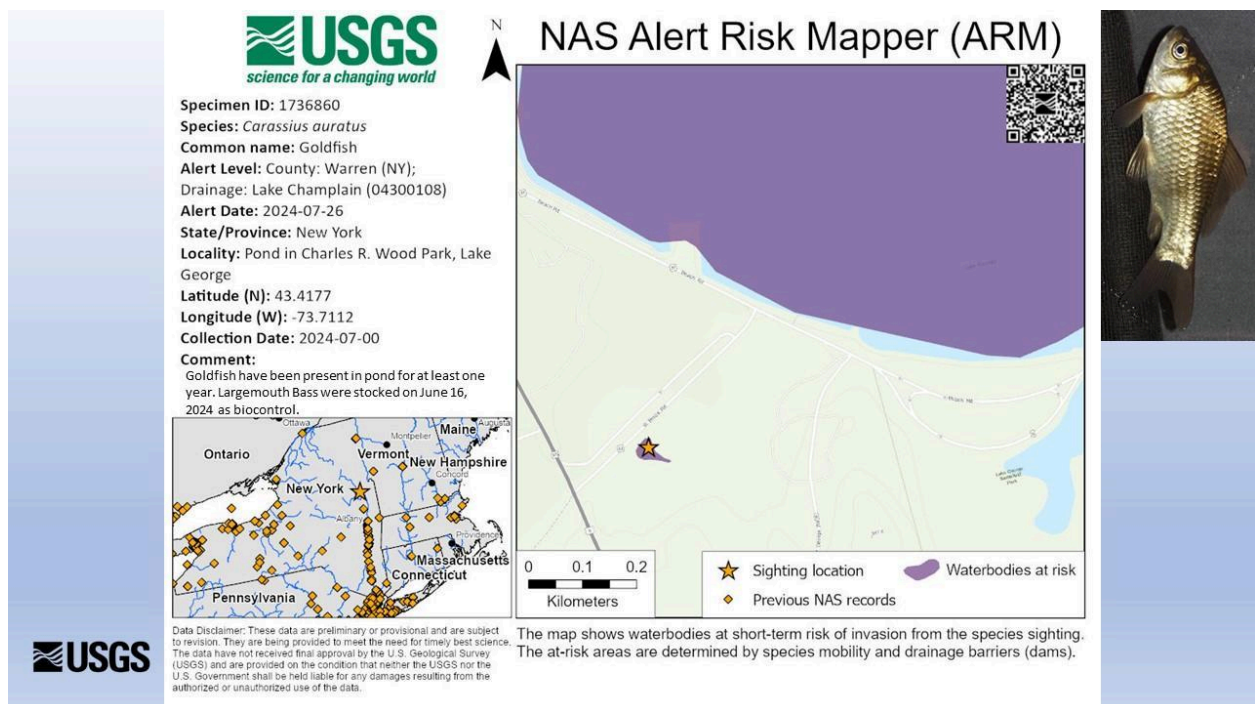 USGS
science for a changing world
N
NAS Alert Risk Mapper (ARM)
Specimen ID: 1736860
Species: Carassius auratus
Common name: Goldfish
Alert Level: County: Warren (NY);
Drainage: Lake Champlain (04300108)
Alert Date: 2024-07-26
State/Province: New York
Locality: Pond in Charles R. Wood Park, Lake
George
Latitude (N): 43.4177
Longitude (W): -73.7112
Collection Date: 2024-07-00
Comment:
Goldfish have been present in pond for at least one
year. Largemouth Bass were stocked on June 16,
2024 as biocontrol.
Ottawa
Augusta
Montpelier
Maine
Ontario
Vermont
New Hampshire
Concord
New York
Albany
Providence
Massachusetts
Connecticut
Pennsylvania
Beach Rd
Beach Rd
0 0.1 0.2
Kilometers
Sighting location
Waterbodies at risk
Previous NAS records
Data Disclaimer: These data are preliminary or provisional and are subject
to revision. They are being provided to meet the need for timely best science.
The data have not received final approval by the U.S. Geological Survey
(USGS) and are provided on the condition that neither the USGS nor the
U.S. Government shall be held liable for any damages resulting from the
authorized or unauthorized use of the data.
The map shows waterbodies at short-term risk of invasion from the species sighting.
The at-risk areas are determined by species mobility and drainage barriers (dams).
USGS